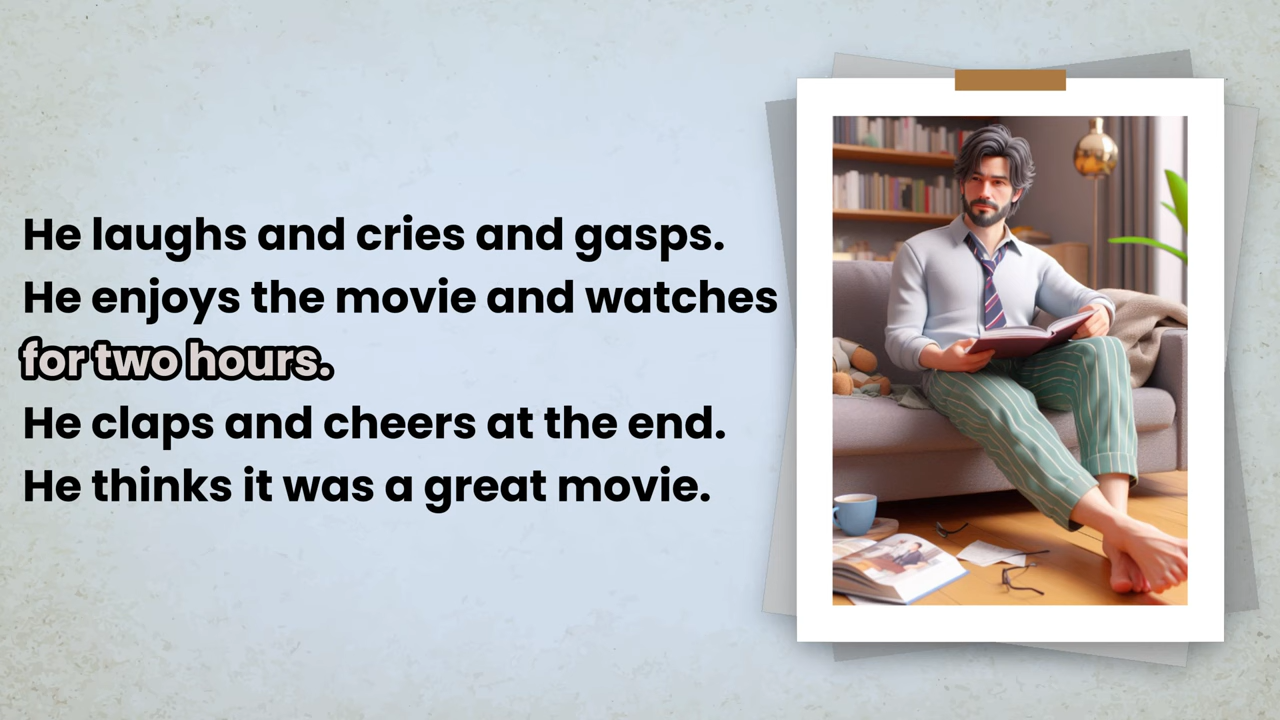 He laughs and cries and gasps.
He enjoys the movie and watches
for two hours.
He claps and cheers at the end.
He thinks it was a great movie.